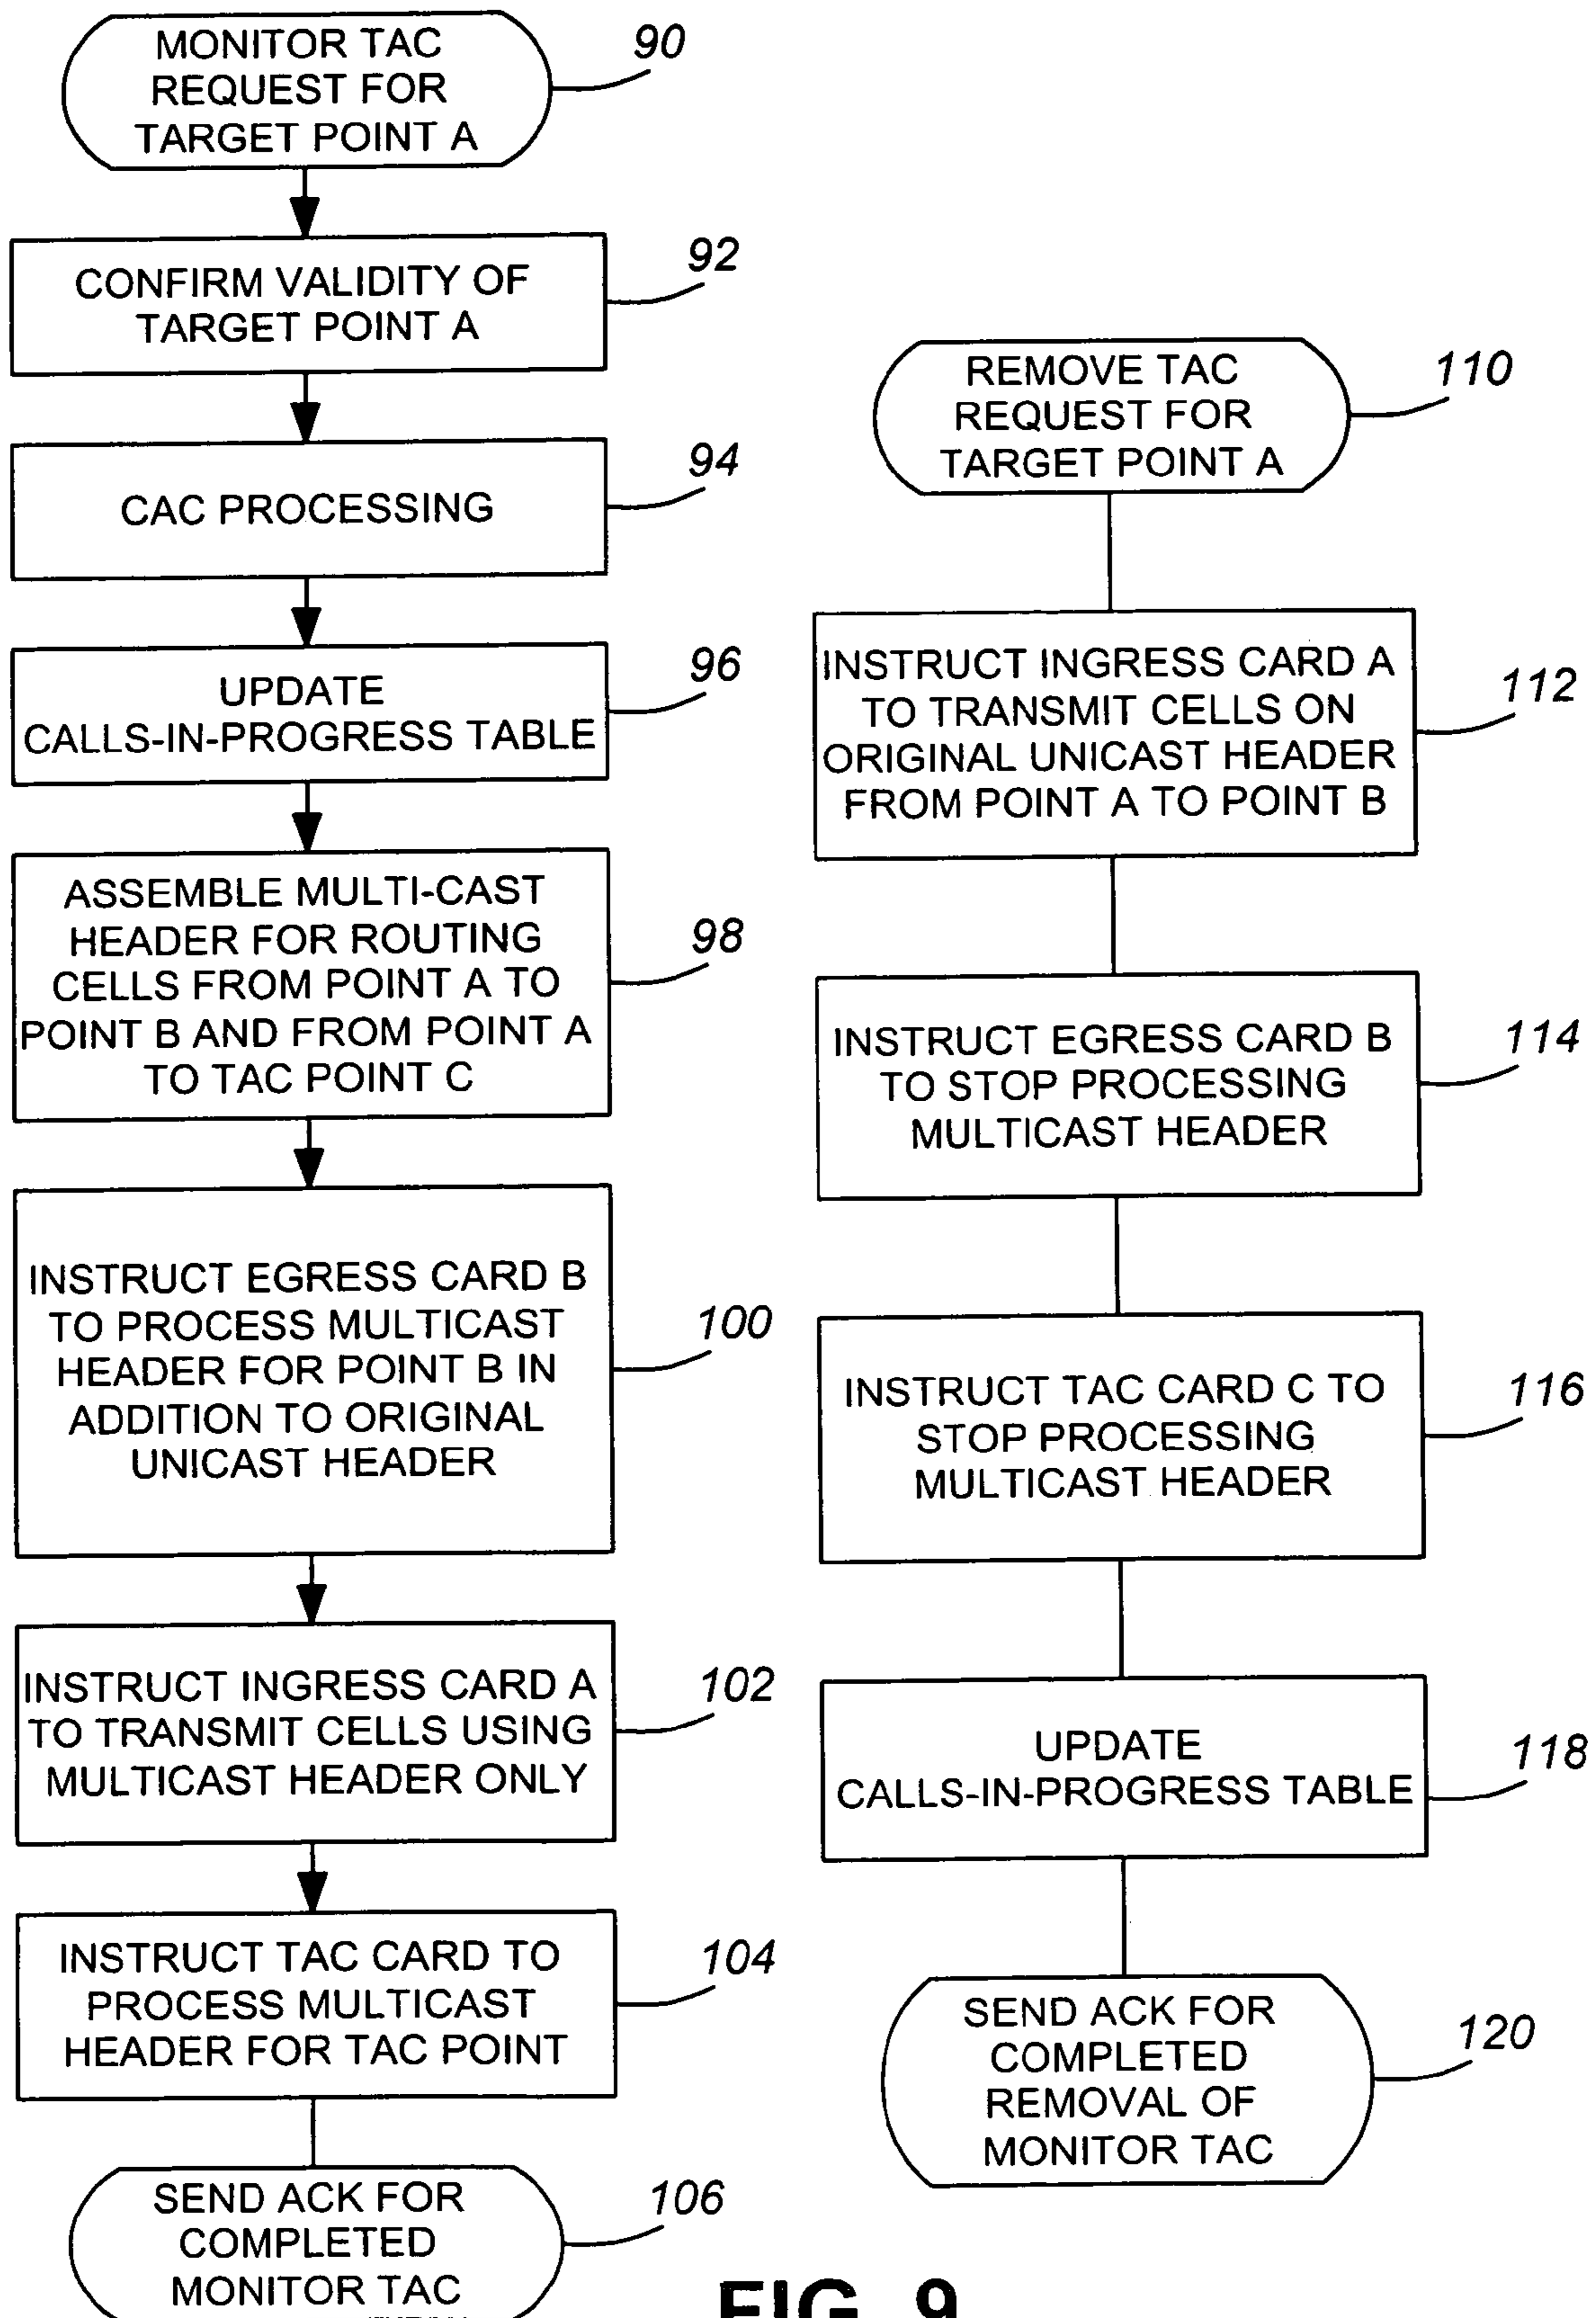 MONITOR TAC
REQUEST FOR
TARGET POINT A
90
CONFIRM VALIDITY OF
TARGET POINT A
92
CAC PROCESSING
94
UPDATE
CALLS-IN-PROGRESS TABLE
96
ASSEMBLE MULTI-CAST
HEADER FOR ROUTING
CELLS FROM POINT A TO
POINT B AND FROM POINT A
TO TAC POINT C
98
INSTRUCT EGRESS CARD B
TO PROCESS MULTICAST
HEADER FOR POINT B IN
ADDITION TO ORIGINAL
UNICAST HEADER
100
INSTRUCT INGRESS CARD A
TO TRANSMIT CELLS USING
MULTICAST HEADER ONLY
102
INSTRUCT TAC CARD TO
PROCESS MULTICAST
HEADER FOR TAC POINT
104
SEND ACK FOR
COMPLETED
MONITOR TAC
106
REMOVE TAC
REQUEST FOR
TARGET POINT A
110
INSTRUCT INGRESS CARD A
TO TRANSMIT CELLS ON
ORIGINAL UNICAST HEADER
FROM POINT A TO POINT B
112
INSTRUCT EGRESS CARD B
TO STOP PROCESSING
MULTICAST HEADER
114
INSTRUCT TAC CARD C TO
STOP PROCESSING
MULTICAST HEADER
116
UPDATE
CALLS-IN-PROGRESS TABLE
118
SEND ACK FOR
COMPLETED
REMOVAL OF
MONITOR TAC
120
FIG. 9